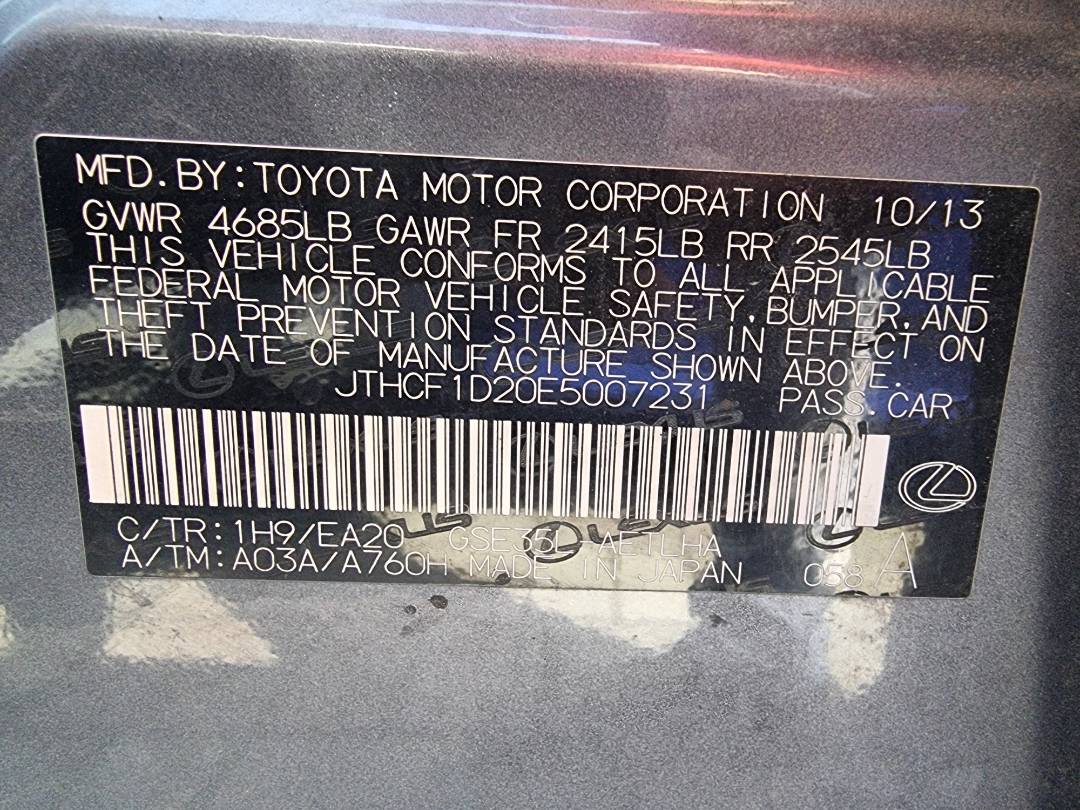 MFD. BY: TOYOTA MOTOR CORPORATION 10/13
GVWR 4685LB GAWR FR 2415LB RR 2545LB
THIS VEHICLE CONFORMS TO ALL APPLICABLE
FEDERAL MOTOR VEHICLE SAFETY, BUMPER, AND
THEFT PREVENTION STANDARDS IN EFFECT ON
THE DATE OF MANUFACTURE SHOWN ABOVE.
JTHCF1D20E5007231 PASS. CAR
C/TR: 1H9/EA20 GSE35L-AETLHA
A/TM: A03A/A760H MADE IN JAPAN 058 A